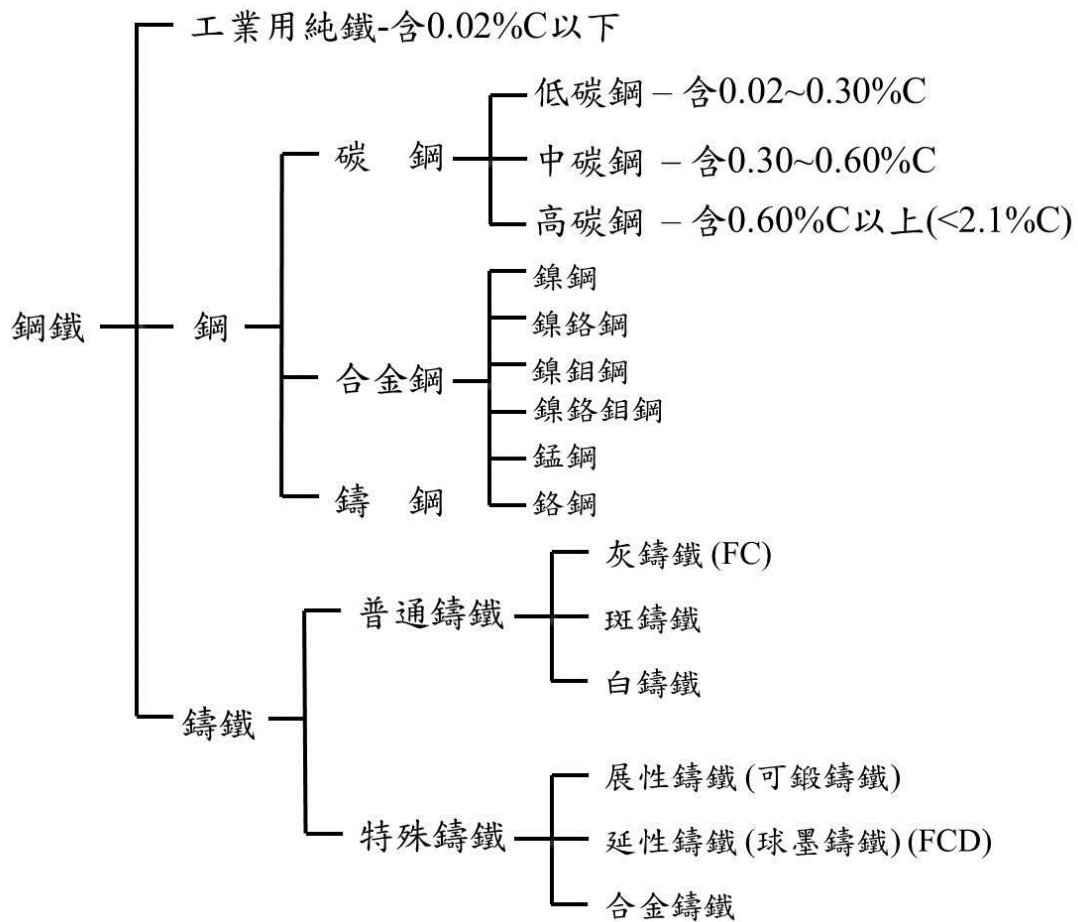 工業用純鐵-含0.02%C以下
低碳鋼 – 含0.02~0.30%C
碳 鋼
中碳鋼 – 含0.30~0.60%C
高碳鋼 – 含0.60%C以上(<2.1%C)
鎳鋼
鋼鐵
鋼
鎳鉻鋼
合金鋼
鎳鉬鋼
鎳鉻鉬鋼
錳鋼
鑄 鋼
鉻鋼
灰鑄鐵(FC)
普通鑄鐵
斑鑄鐵
白鑄鐵
鑄鐵
展性鑄鐵(可鍛鑄鐵)
特殊鑄鐵
延性鑄鐵(球墨鑄鐵)(FCD)
合金鑄鐵